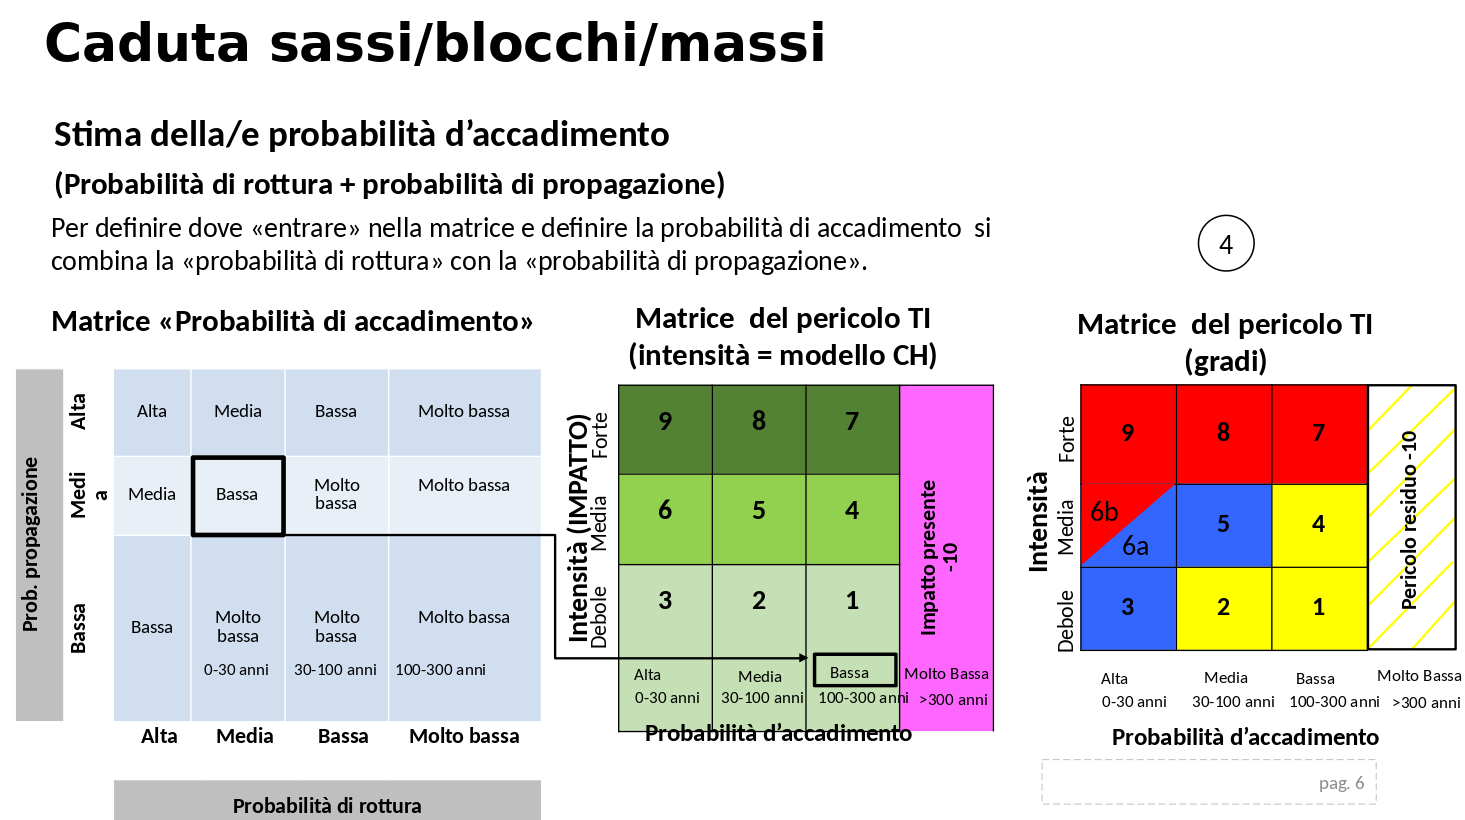 Caduta sassi/blocchi/massi
Stima della/e probabilità d’accadimento
(Probabilità di rottura + probabilità di propagazione)
Per definire dove «entrare» nella matrice e definire la probabilità di accadimento si
combina la «probabilità di rottura» con la «probabilità di propagazione».
4
Matrice «Probabilità di accadimento»
Prob. propagazione
Alta
Alta Media Bassa Molto bassa
Medi
a
Media Bassa Molto
bassa
Molto bassa
Bassa
Bassa Molto
bassa
Molto
bassa
Molto bassa
0-30 anni 30-100 anni 100-300 anni
Alta Media Bassa Molto bassa
Probabilità di rottura
Matrice del pericolo TI
(intensità = modello CH)
Intensità (IMPATTO)
Forte
9 8 7
Media
6 5 4
Debole
3 2 1
Impatto presente
-10
Alta Media Bassa Molto Bassa
0-30 anni 30-100 anni 100-300 anni >300 anni
Probabilità d’accadimento
Matrice del pericolo TI
(gradi)
Intensità
Forte
9 8 7
Media
6b
6a
5 4
Debole
3 2 1
Pericolo residuo -10
Alta Media Bassa Molto Bassa
0-30 anni 30-100 anni 100-300 anni >300 anni
Probabilità d’accadimento
pag. 6